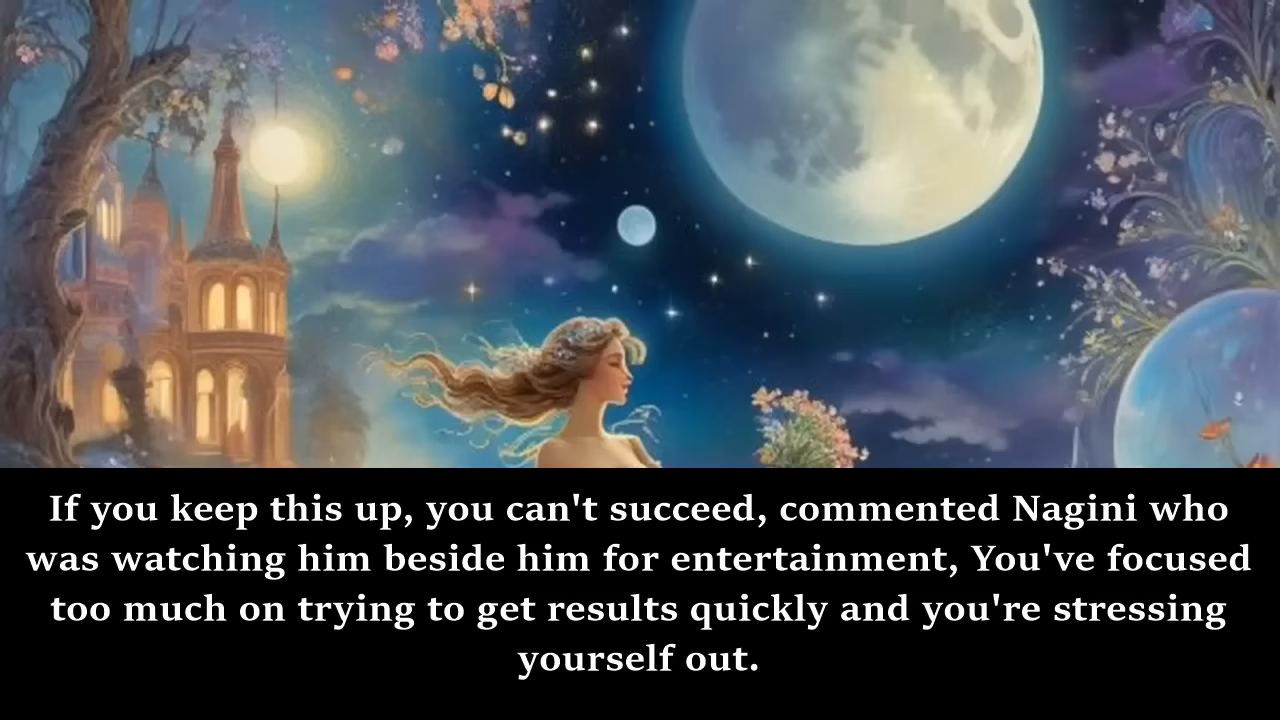 If you keep this up, you can't succeed, commented Nagini who
was watching him beside him for entertainment, You've focused
too much on trying to get results quickly and you're stressing
yourself out.